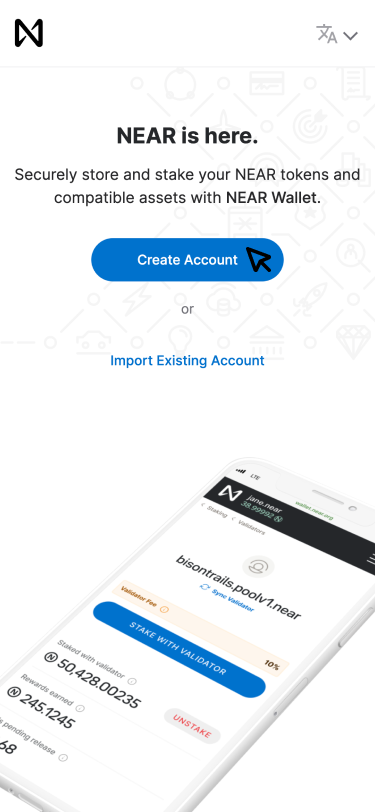 NEAR is here.
Securely store and stake your NEAR tokens and
compatible assets with NEAR Wallet.
Create Account
or
Import Existing Account
LTE
wallet.near.org
jane.near
38.99992
Staking
Validators
bisontrails.poolv1.near
Sync Validator
Validator Fee
10%
STAKE WITH VALIDATOR
Staked with validator
50,428.00235
UNSTAKE
Rewards earned
245.1245
pending release
68